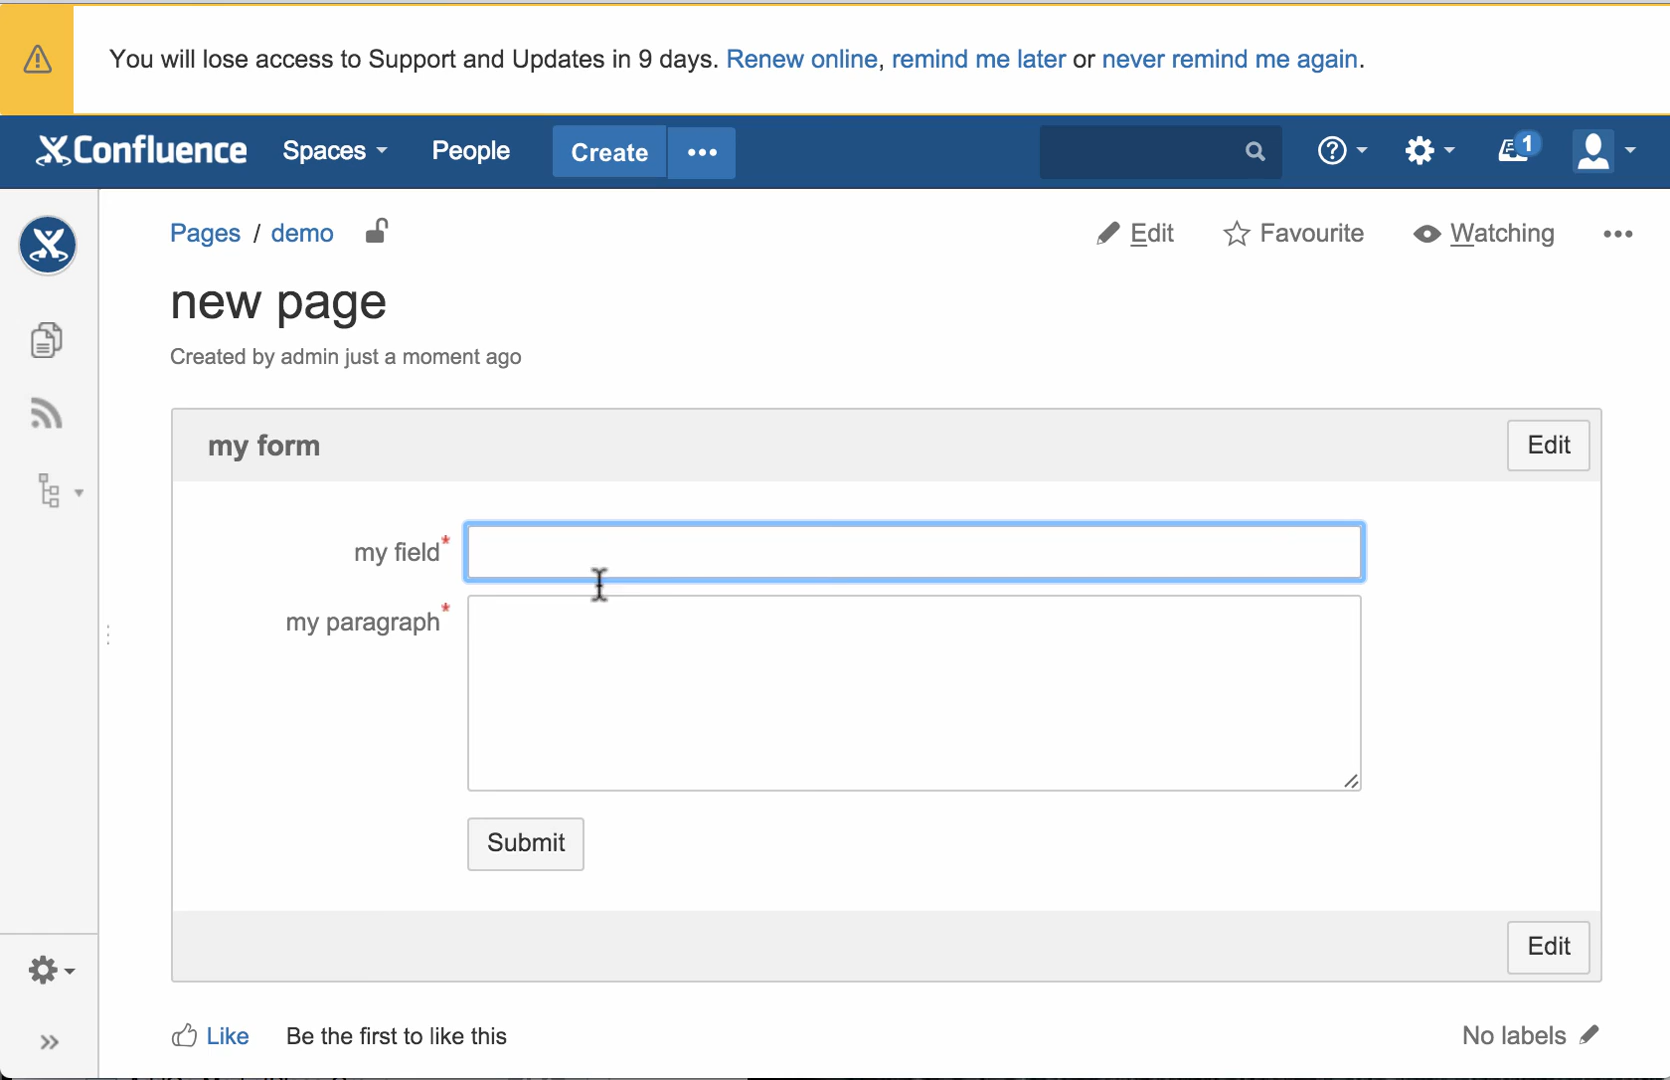 You will lose access to Support and Updates in 9 days. Renew online, remind me later or never remind me again.
Confluence Spaces People Create ••• 1
Pages / demo Edit Favourite Watching •••
new page
Created by admin just a moment ago
my form Edit
my field*
my paragraph*
Submit
Edit
Like Be the first to like this No labels